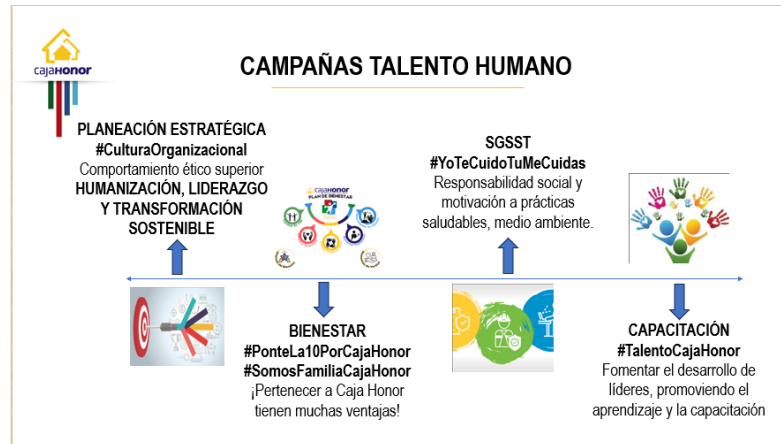 cajaHonor
CAMPAÑAS TALENTO HUMANO
PLANEACIÓN ESTRATÉGICA
#CulturaOrganizacional
Comportamiento ético superior
HUMANIZACIÓN, LIDERAZGO
Y TRANSFORMACIÓN
SOSTENIBLE
cajaHONOR
PLAN DE BIENESTAR
SGSST
#YoTeCuidoTuMeCuidas
Responsabilidad social y
motivación a prácticas
saludables, medio ambiente.
BIENESTAR
#PonteLa10PorCajaHonor
#SomosFamiliaCajaHonor
¡Pertenecer a Caja Honor
tienen muchas ventajas!
CAPACITACIÓN
#TalentoCajaHonor
Fomentar el desarrollo de
líderes, promoviendo el
aprendizaje y la capacitación